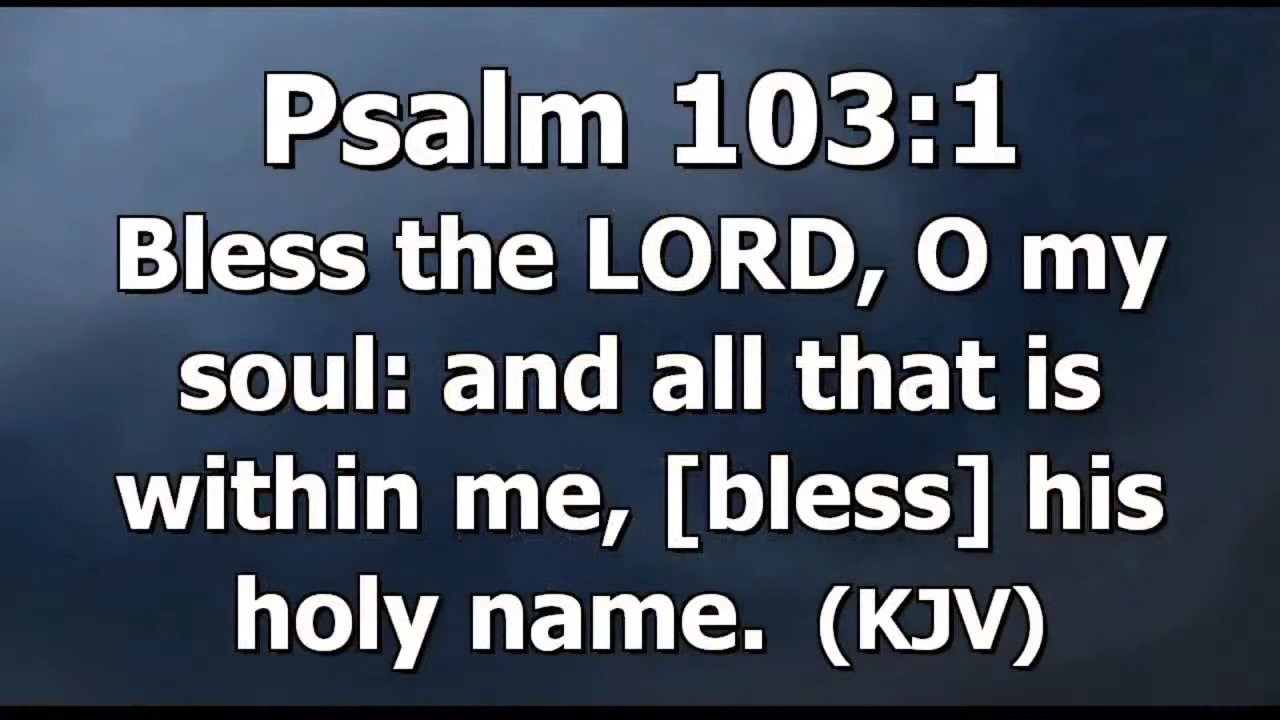 Psalm 103:1
Bless the LORD, O my
soul: and all that is
within me, [bless] his
holy name. (KJV)